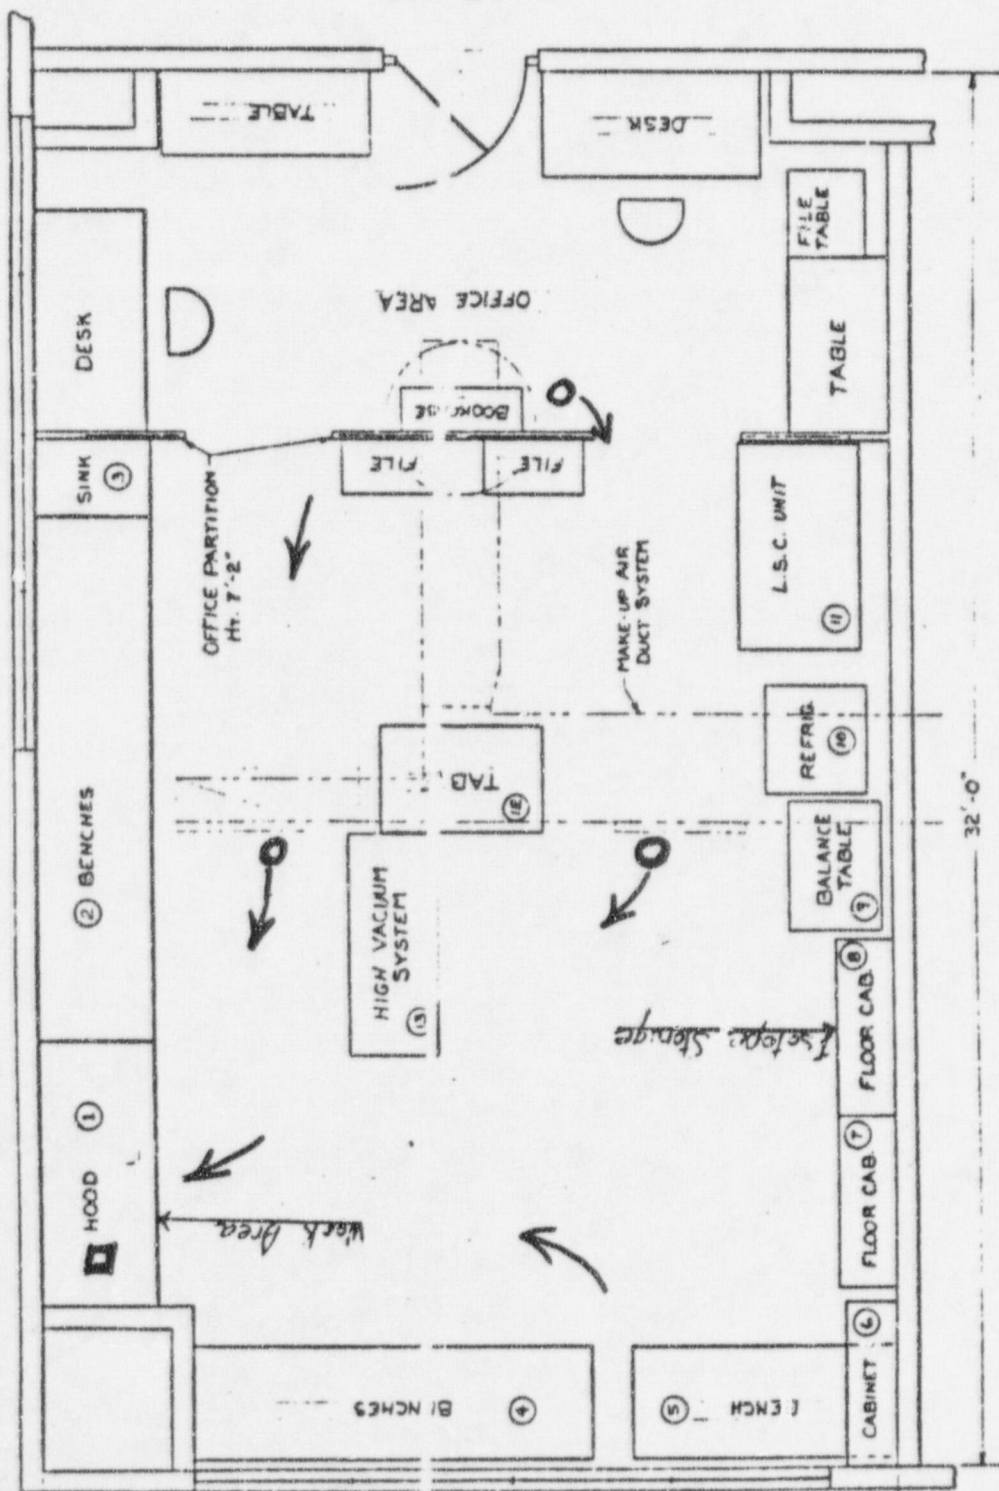 TABLE
DESK
FILE
TABLE
DESK
OFFICE AREA
TABLE
FILE
FILE
SINK 3
OFFICE PARTITION
HT. 7'-2"
L.S.C. UNIT
11
MAKE-UP AIR
DUCT SYSTEM
REFRIG
10
TAB
12
2 BENCHES
32'-0"
BALANCE
TABLE
9
HIGH VACUUM
SYSTEM
13
FLOOR CAB. 8
Isotope Storage
HOOD 1
FLOOR CAB. 7
Work Area
BENCHES 4
BENCH 5
CABINET 6